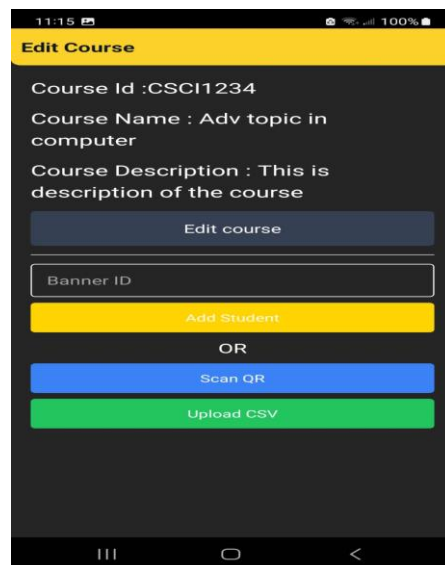 11:15 100%
Edit Course
Course Id :CSCI1234
Course Name : Adv topic in
computer
Course Description : This is
description of the course
Edit course
Banner ID
Add Student
OR
Scan QR
Upload CSV